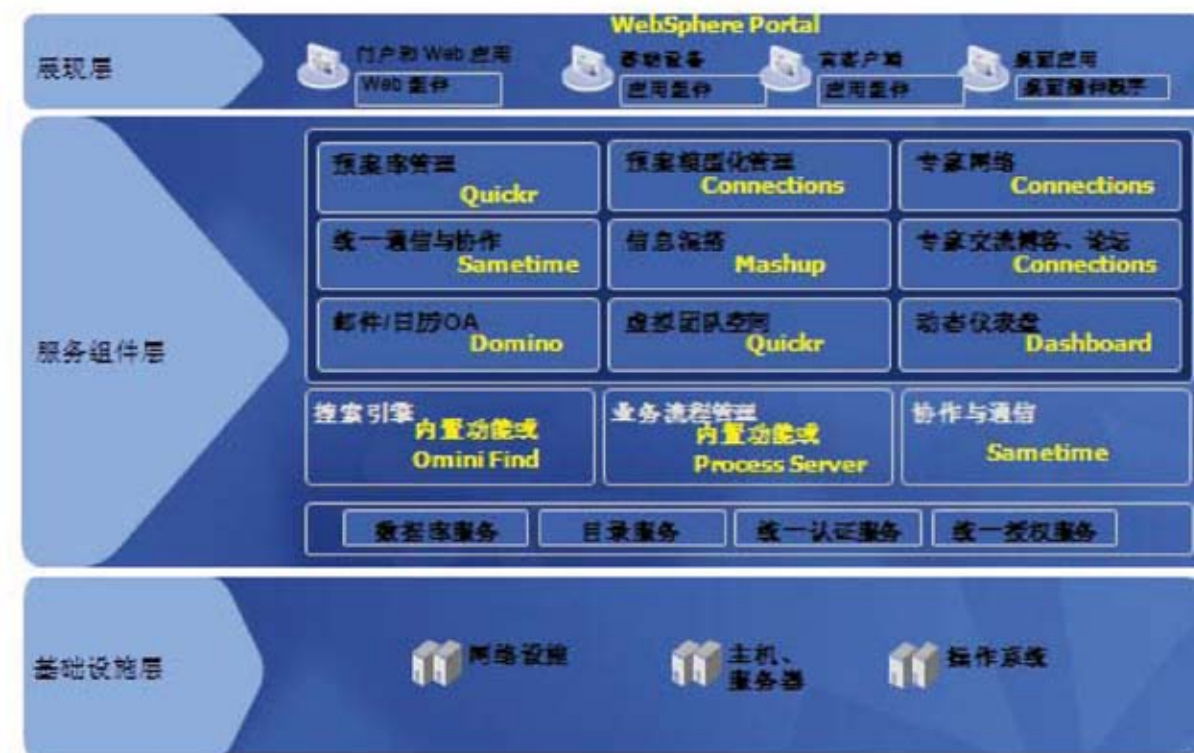 WebSphere Portal
展现层
门户和 Web 应用
Web 组件
移动设备
应用组件
富客户端
应用组件
桌面应用
桌面操作程序
服务组件层
预案库管理
Quickr
预案模型化管理
Connections
专家网络
Connections
统一通信与协作
Sametime
信息混搭
Mashup
专家交流博客、论坛
Connections
邮件/日历OA
Domino
虚拟团队空间
Quickr
动态仪表盘
Dashboard
搜索引擎
内置功能或
Omini Find
业务流程管理
内置功能或
Process Server
协作与通信
Sametime
数据库服务
目录服务
统一认证服务
统一授权服务
基础设施层
网络设施
主机、
服务器
操作系统